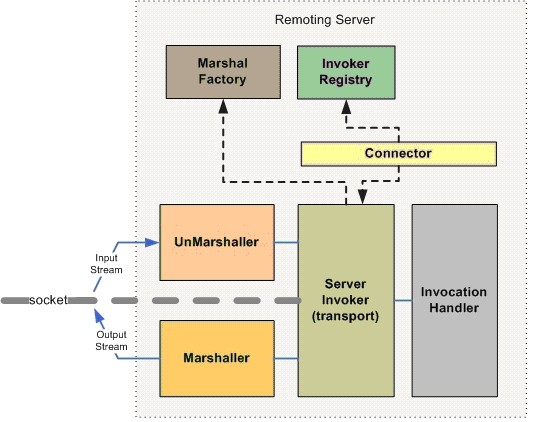 Remoting Server
Marshal
Factory
Invoker
Registry
Connector
UnMarshaller
Input
Stream
socket
Server
Invoker
(transport)
Invocation
Handler
Output
Stream
Marshaller